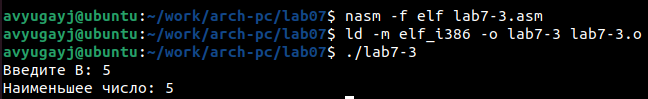 avyugayj@ubuntu:~/work/arch-pc/lab07$ nasm -f elf lab7-3.asm
avyugayj@ubuntu:~/work/arch-pc/lab07$ ld -m elf_i386 -o lab7-3 lab7-3.o
avyugayj@ubuntu:~/work/arch-pc/lab07$ ./lab7-3
Введите В: 5
Наименьшее число: 5